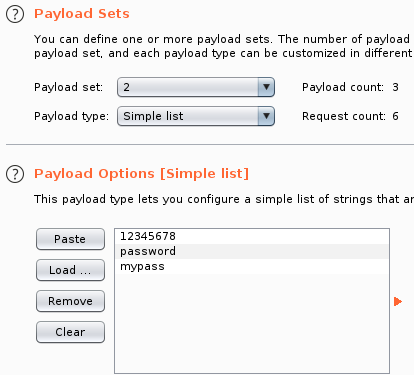 ? Payload Sets
You can define one or more payload sets. The number of payload
payload set, and each payload type can be customized in different
Payload set: 2 Payload count: 3
Payload type: Simple list Request count: 6
? Payload Options [Simple list]
This payload type lets you configure a simple list of strings that
Paste
Load ...
Remove
Clear
12345678
password
mypass